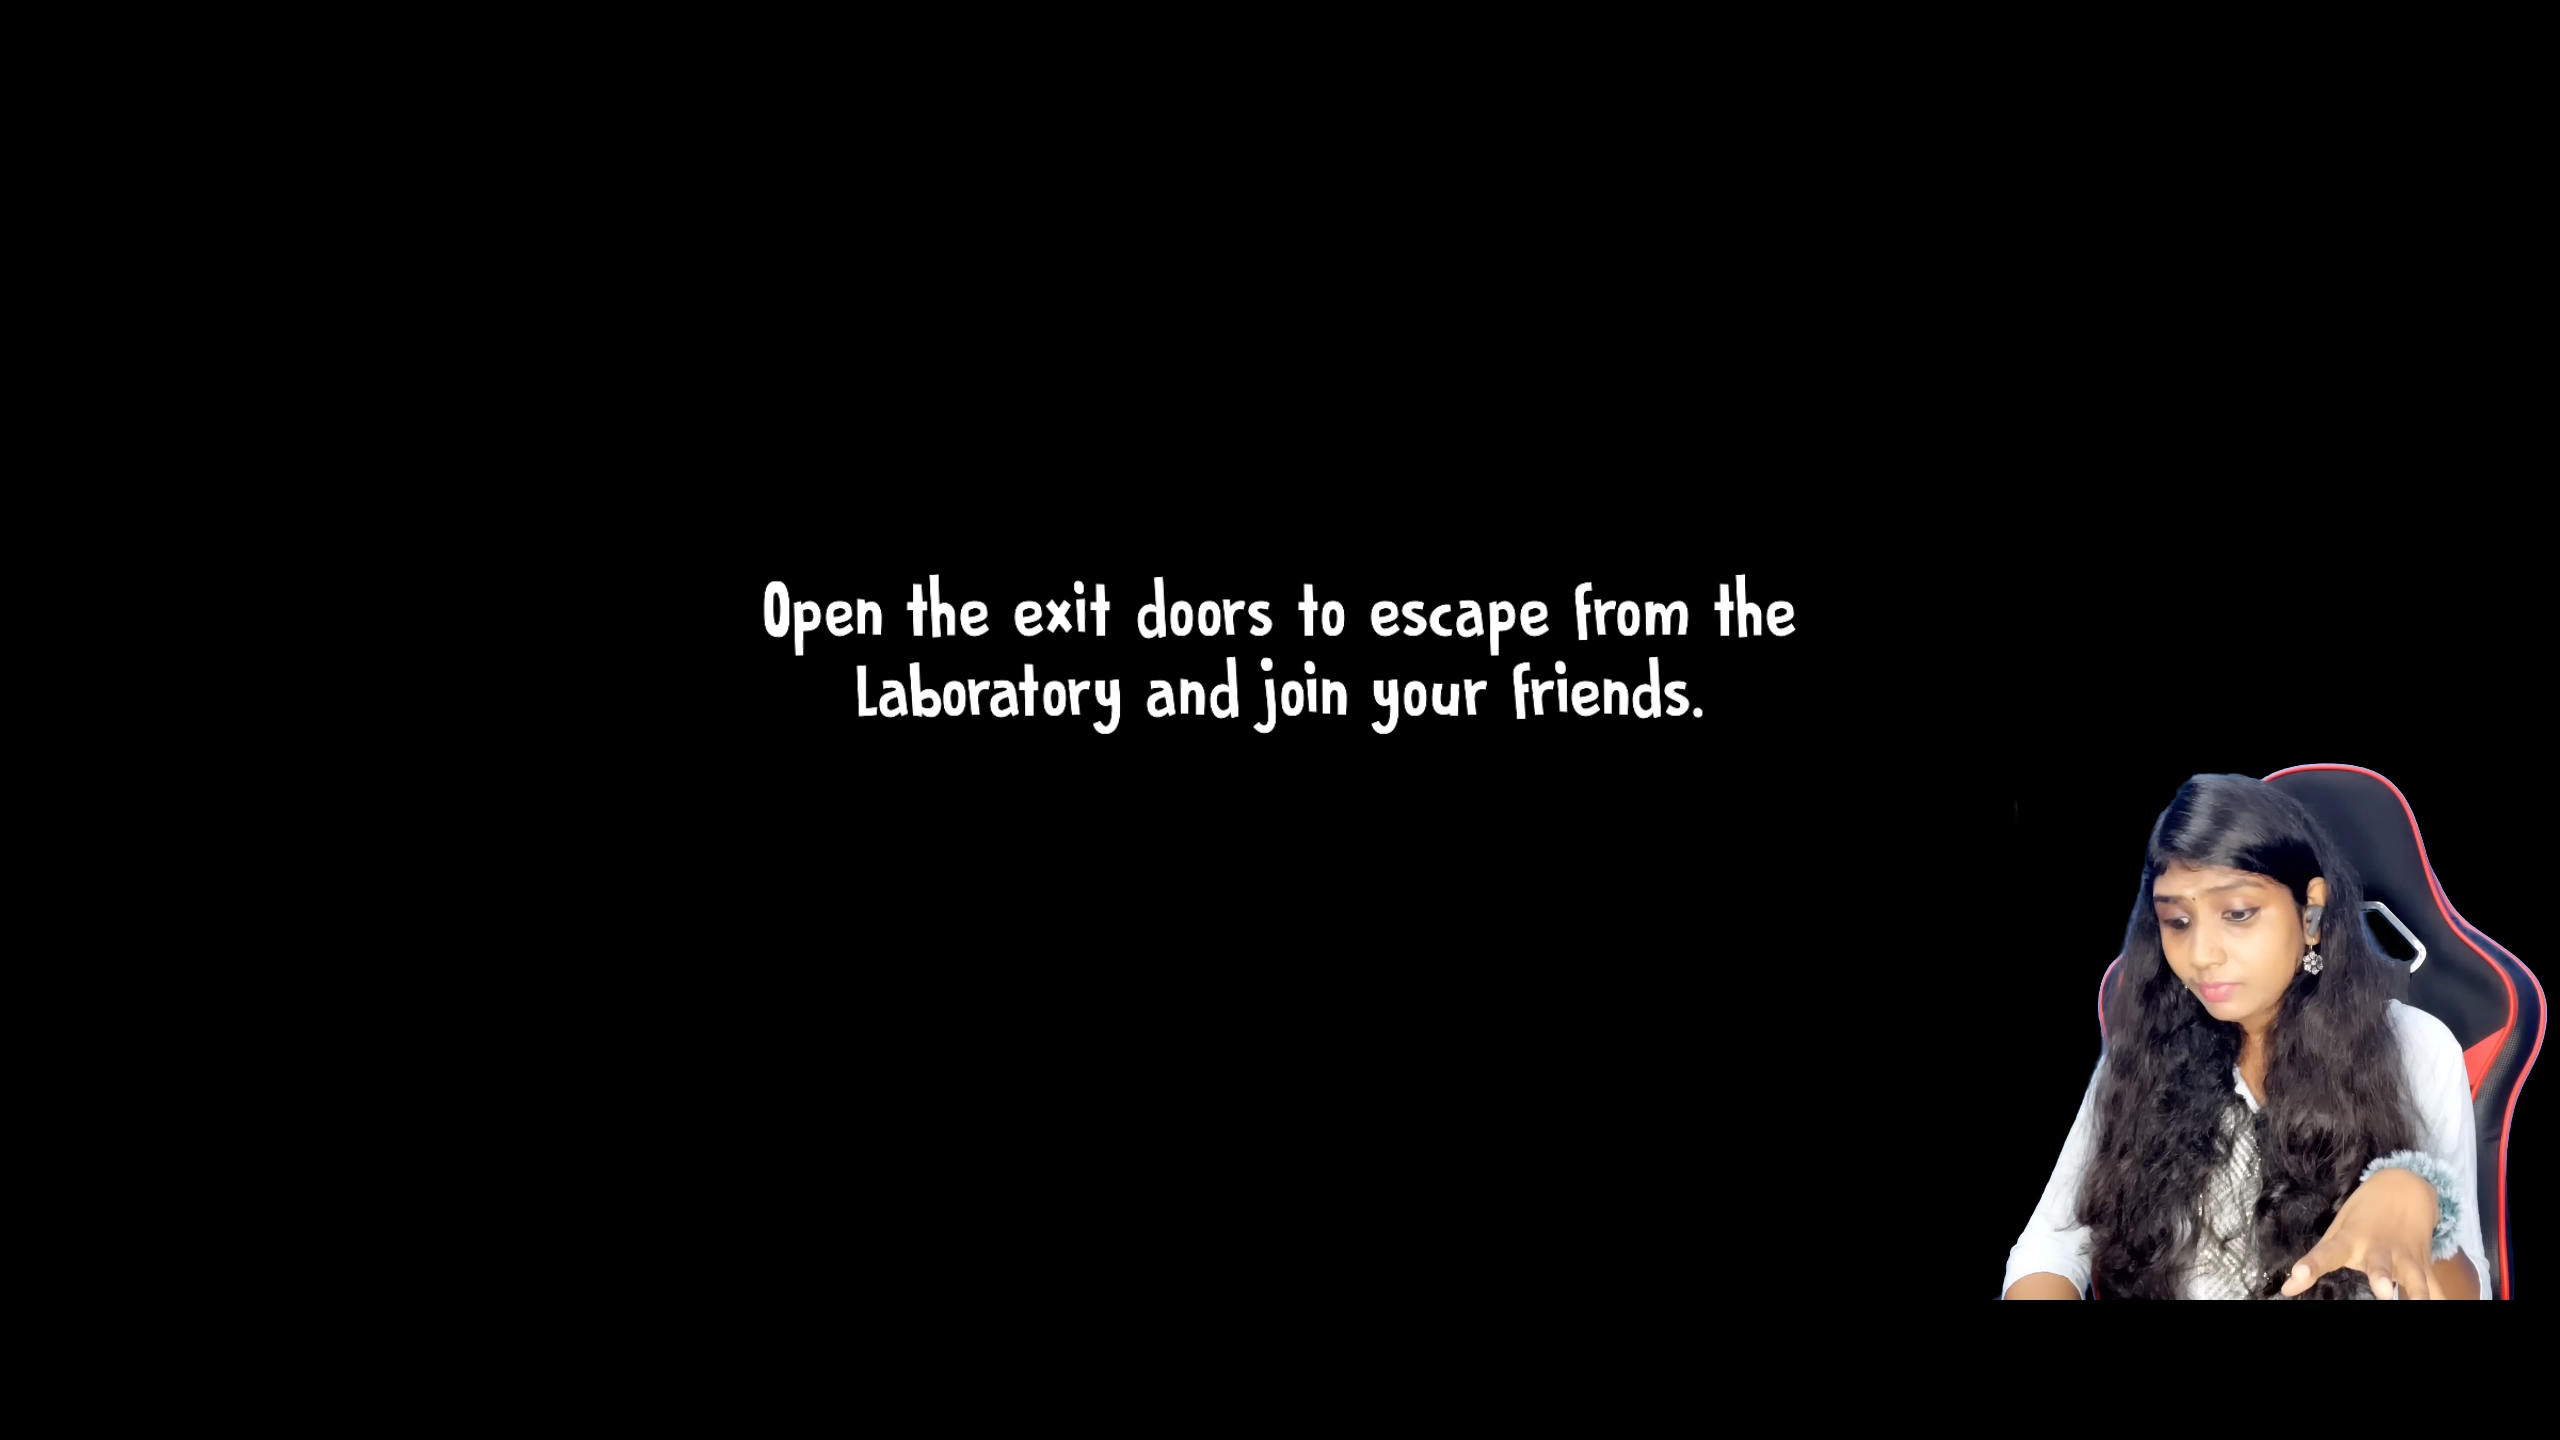 Open the exit doors to escape from the
Laboratory and join your friends.